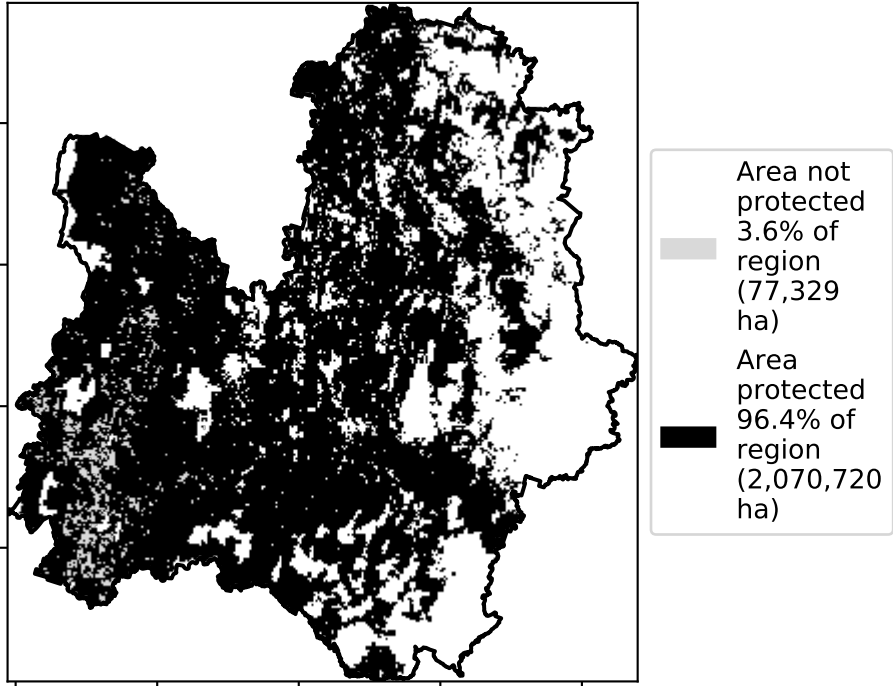 Area not
protected
3.6% of
region
(77,329
ha)
Area
protected
96.4% of
region
(2,070,720
ha)